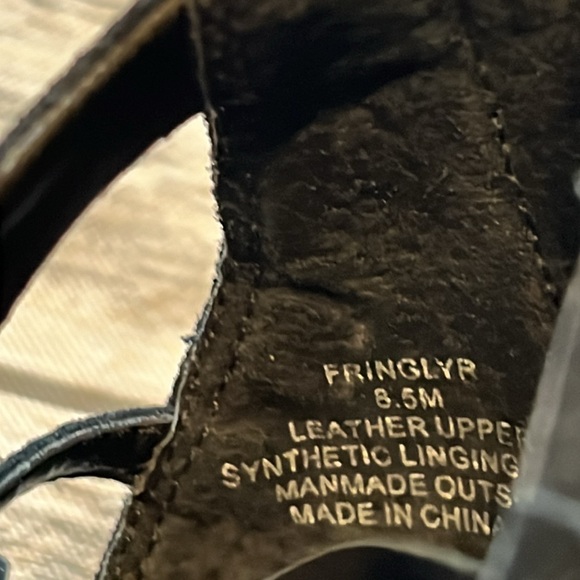 FRINGLYR
8.5M
LEATHER UPPER
SYNTHETIC LINGING
MANMADE OUTS
MADE IN CHINA